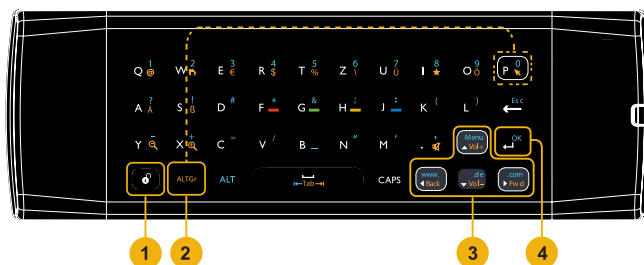 Q 1 @ W 2 E 3 € R 4 $ T 5 % Z 6 \ U 7 Ü I 8 ★ O 9 Ö P 0
A ? Ä S ! ß D # F * G & H ; J : K ( L ) Esc ←
Y - X + C = V / B _ N " M ' . , Menu ▲ Vol+ OK ↵
ALTGr ALT Tab CAPS www. ◀ Back .de ▼ Vol– .com ▶ Fwd
1 2 3 4